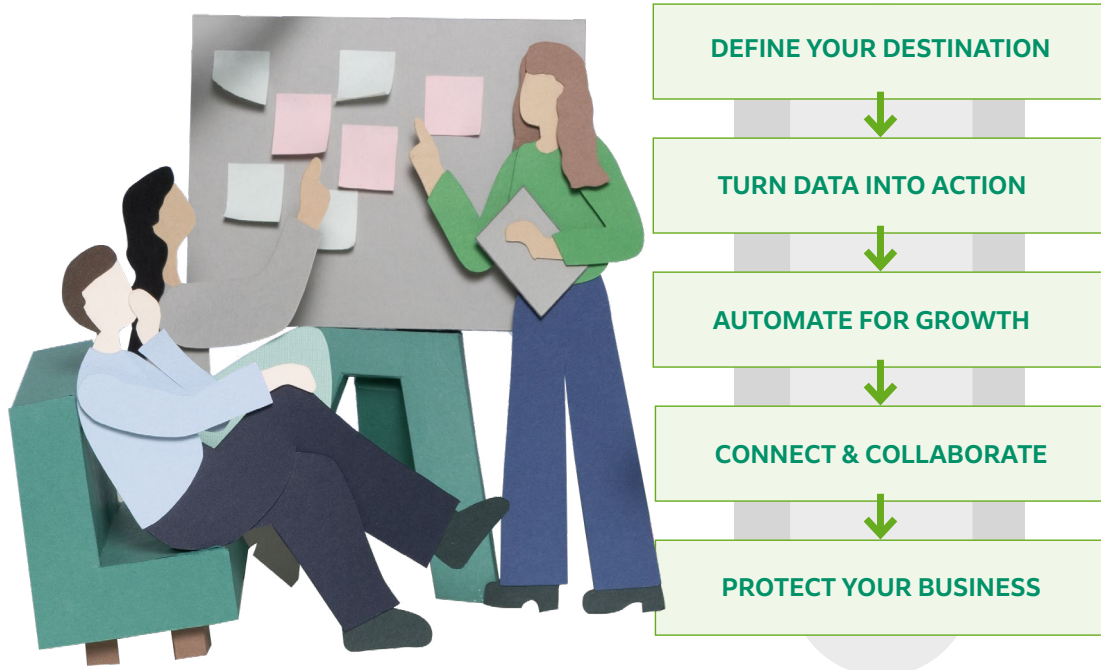 DEFINE YOUR DESTINATION
TURN DATA INTO ACTION
AUTOMATE FOR GROWTH
CONNECT & COLLABORATE
PROTECT YOUR BUSINESS